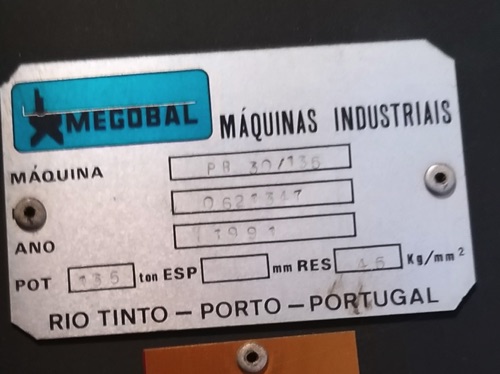 MEGOBAL MÁQUINAS INDUSTRIAIS
MÁQUINA PR 30/135
0621347
ANO 1991
POT 135 ton ESP mm RES 45 Kg/mm²
RIO TINTO — PORTO — PORTUGAL